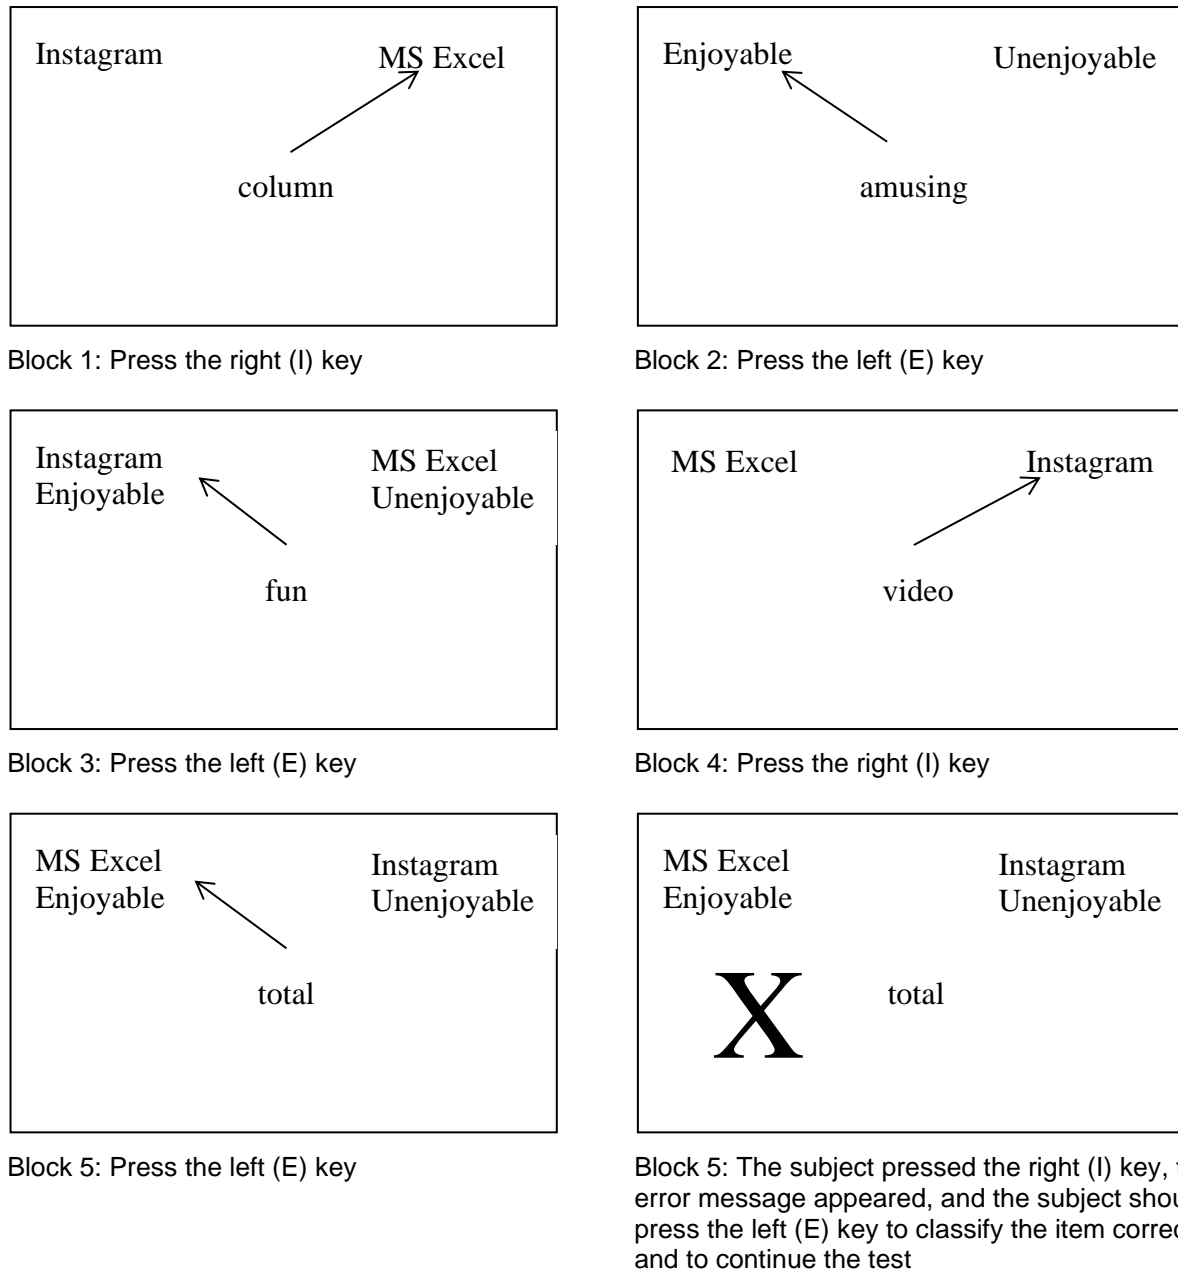 Instagram MS Excel
column
Block 1: Press the right (I) key
Enjoyable Unenjoyable
amusing
Block 2: Press the left (E) key
Instagram MS Excel
Enjoyable Unenjoyable
fun
Block 3: Press the left (E) key
MS Excel Instagram
video
Block 4: Press the right (I) key
MS Excel Instagram
Enjoyable Unenjoyable
total
Block 5: Press the left (E) key
MS Excel Instagram
Enjoyable Unenjoyable
X total
Block 5: The subject pressed the right (I) key,
error message appeared, and the subject
press the left (E) key to classify the item
and to continue the test